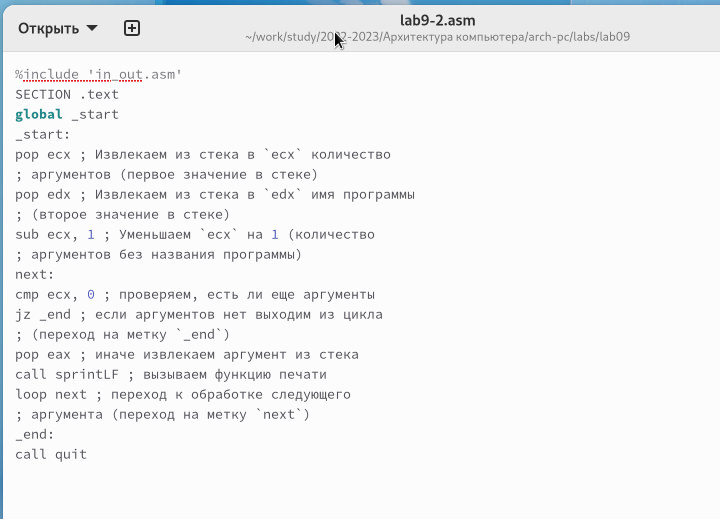 Открыть
lab9-2.asm
~/work/study/2022-2023/Архитектура компьютера/arch-pc/labs/lab09
%include 'in_out.asm'
SECTION .text
global _start
_start:
pop ecx ; Извлекаем из стека в `ecx` количество
; аргументов (первое значение в стеке)
pop edx ; Извлекаем из стека в `edx` имя программы
; (второе значение в стеке)
sub ecx, 1 ; Уменьшаем `ecx` на 1 (количество
; аргументов без названия программы)
next:
cmp ecx, 0 ; проверяем, есть ли еще аргументы
jz _end ; если аргументов нет выходим из цикла
; (переход на метку `_end`)
pop eax ; иначе извлекаем аргумент из стека
call sprintLF ; вызываем функцию печати
loop next ; переход к обработке следующего
; аргумента (переход на метку `next`)
_end:
call quit